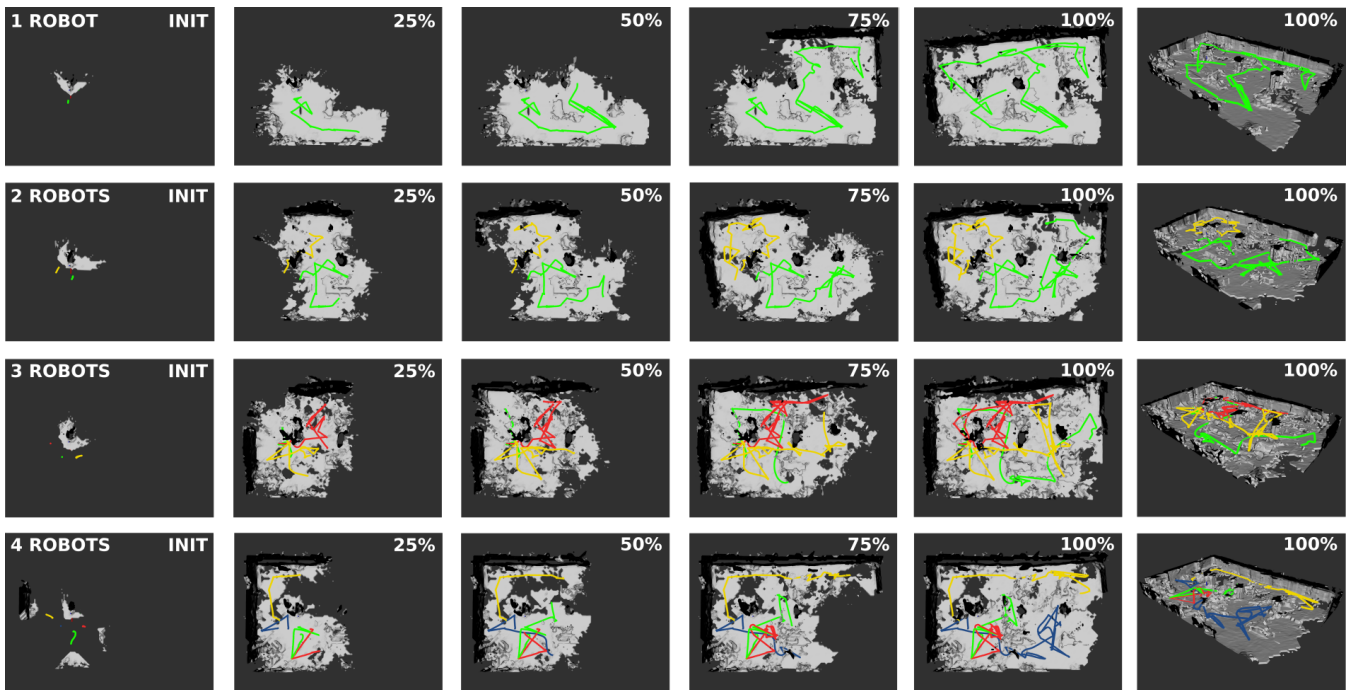 1 ROBOT INIT 25% 50% 75% 100% 100%
2 ROBOTS INIT 25% 50% 75% 100% 100%
3 ROBOTS INIT 25% 50% 75% 100% 100%
4 ROBOTS INIT 25% 50% 75% 100% 100%